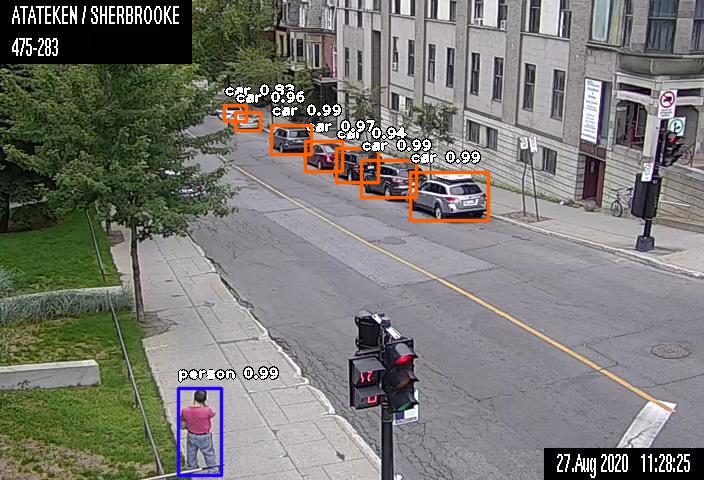 ATATEKEN / SHERBROOKE
475-283
car 0.83
car 0.96
car 0.99
car 0.97
car 0.94
car 0.99
car 0.99
person 0.99
27.Aug 2020 11:28:25